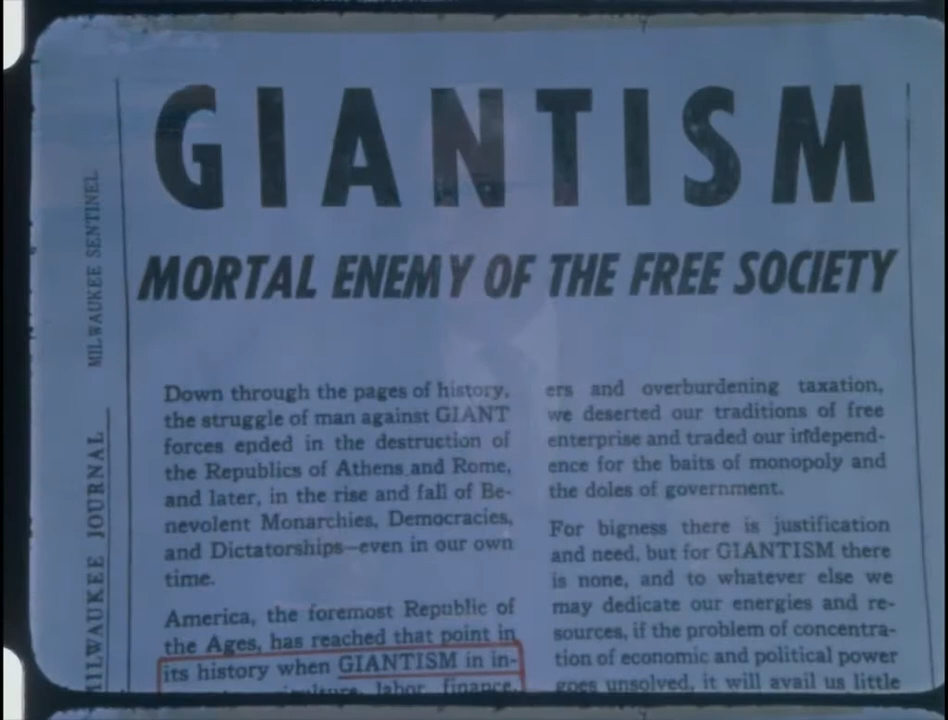 GIANTISM
MORTAL ENEMY OF THE FREE SOCIETY
MILWAUKEE SENTINEL
MILWAUKEE JOURNAL
Down through the pages of history,
the struggle of man against GIANT
forces ended in the destruction of
the Republics of Athens and Rome,
and later, in the rise and fall of Be-
nevolent Monarchies, Democracies,
and Dictatorships—even in our own
time.
America, the foremost Republic of
the Ages, has reached that point in
its history when GIANTISM in in-
labor, finance,
ers and overburdening taxation,
we deserted our traditions of free
enterprise and traded our independ-
ence for the baits of monopoly and
the doles of government.
For bigness there is justification
and need, but for GIANTISM there
is none, and to whatever else we
may dedicate our energies and re-
sources, if the problem of concentra-
tion of economic and political power
goes unsolved, it will avail us little